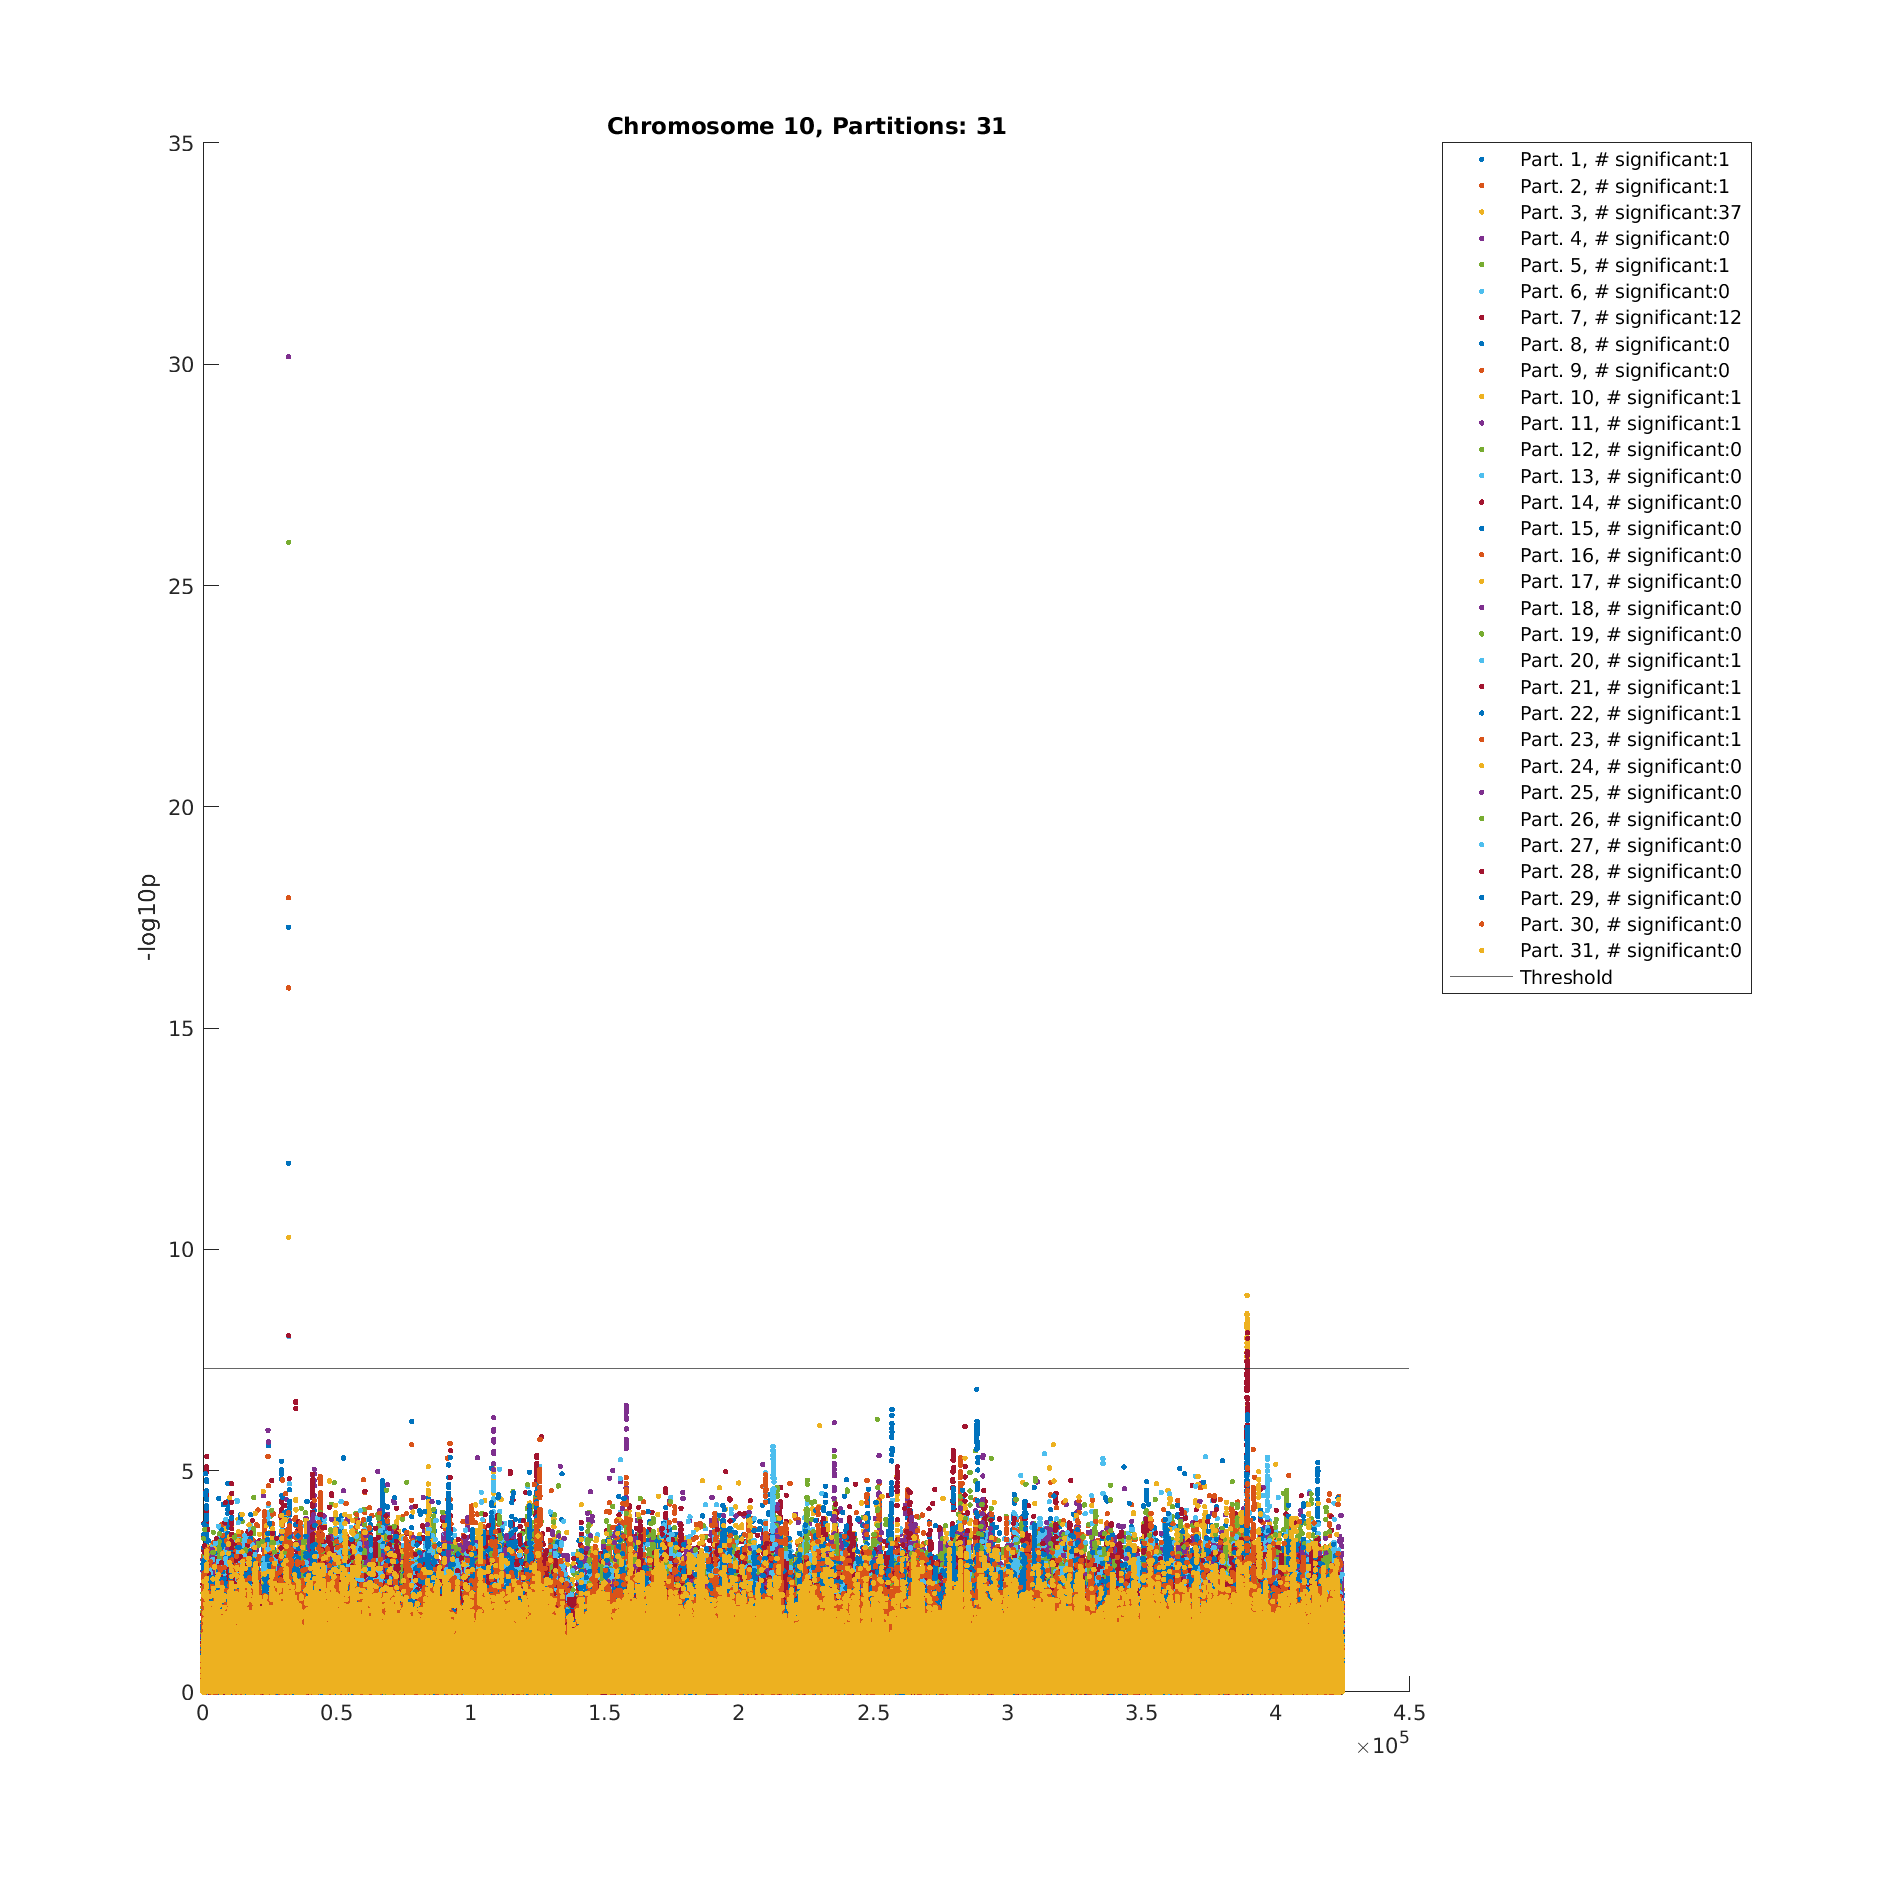 Chromosome 10, Partitions: 31
35
30
25
20
15
10
5
0
-log10p
0 0.5 1 1.5 2 2.5 3 3.5 4 4.5
×10^5
Part. 1, # significant:1
Part. 2, # significant:1
Part. 3, # significant:37
Part. 4, # significant:0
Part. 5, # significant:1
Part. 6, # significant:0
Part. 7, # significant:12
Part. 8, # significant:0
Part. 9, # significant:0
Part. 10, # significant:1
Part. 11, # significant:1
Part. 12, # significant:0
Part. 13, # significant:0
Part. 14, # significant:0
Part. 15, # significant:0
Part. 16, # significant:0
Part. 17, # significant:0
Part. 18, # significant:0
Part. 19, # significant:0
Part. 20, # significant:1
Part. 21, # significant:1
Part. 22, # significant:1
Part. 23, # significant:1
Part. 24, # significant:0
Part. 25, # significant:0
Part. 26, # significant:0
Part. 27, # significant:0
Part. 28, # significant:0
Part. 29, # significant:0
Part. 30, # significant:0
Part. 31, # significant:0
Threshold